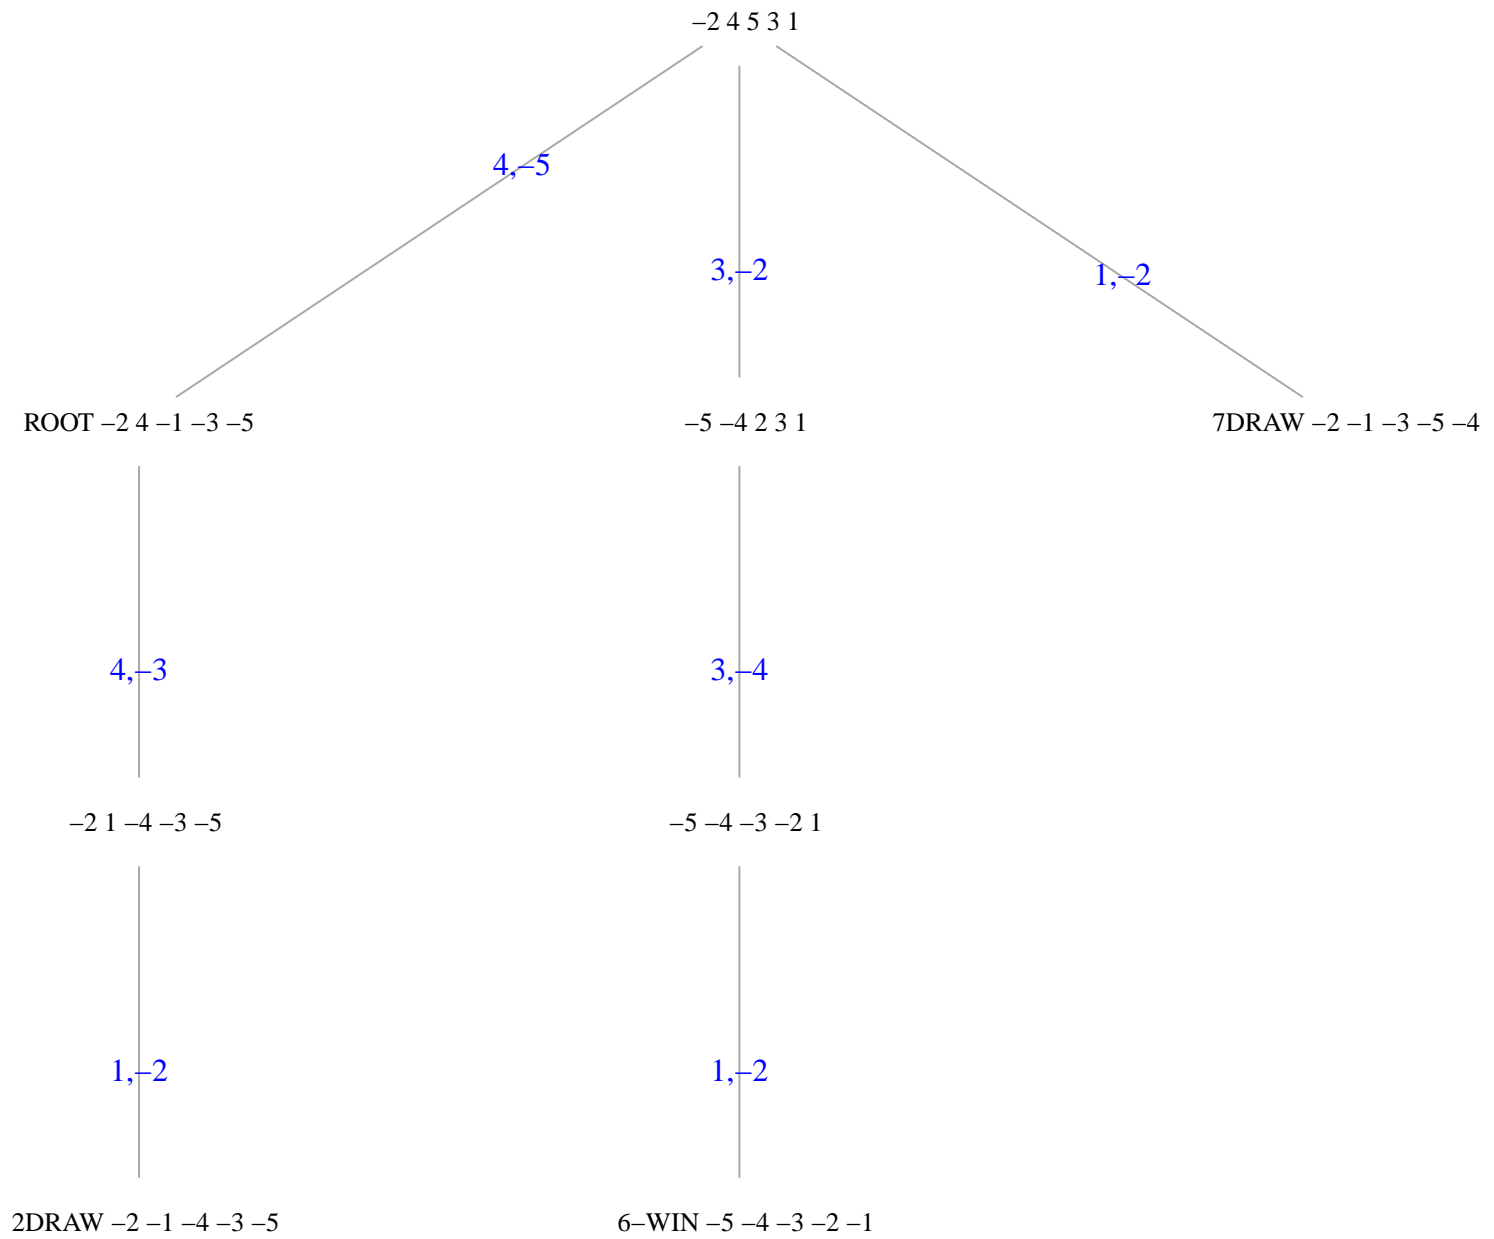 –2 4 5 3 1
4,–5
3,–2
1,–2
ROOT –2 4 –1 –3 –5
–5 –4 2 3 1
7DRAW –2 –1 –3 –5 –4
4,–3
3,–4
–2 1 –4 –3 –5
–5 –4 –3 –2 1
1,–2
1,–2
2DRAW –2 –1 –4 –3 –5
6–WIN –5 –4 –3 –2 –1